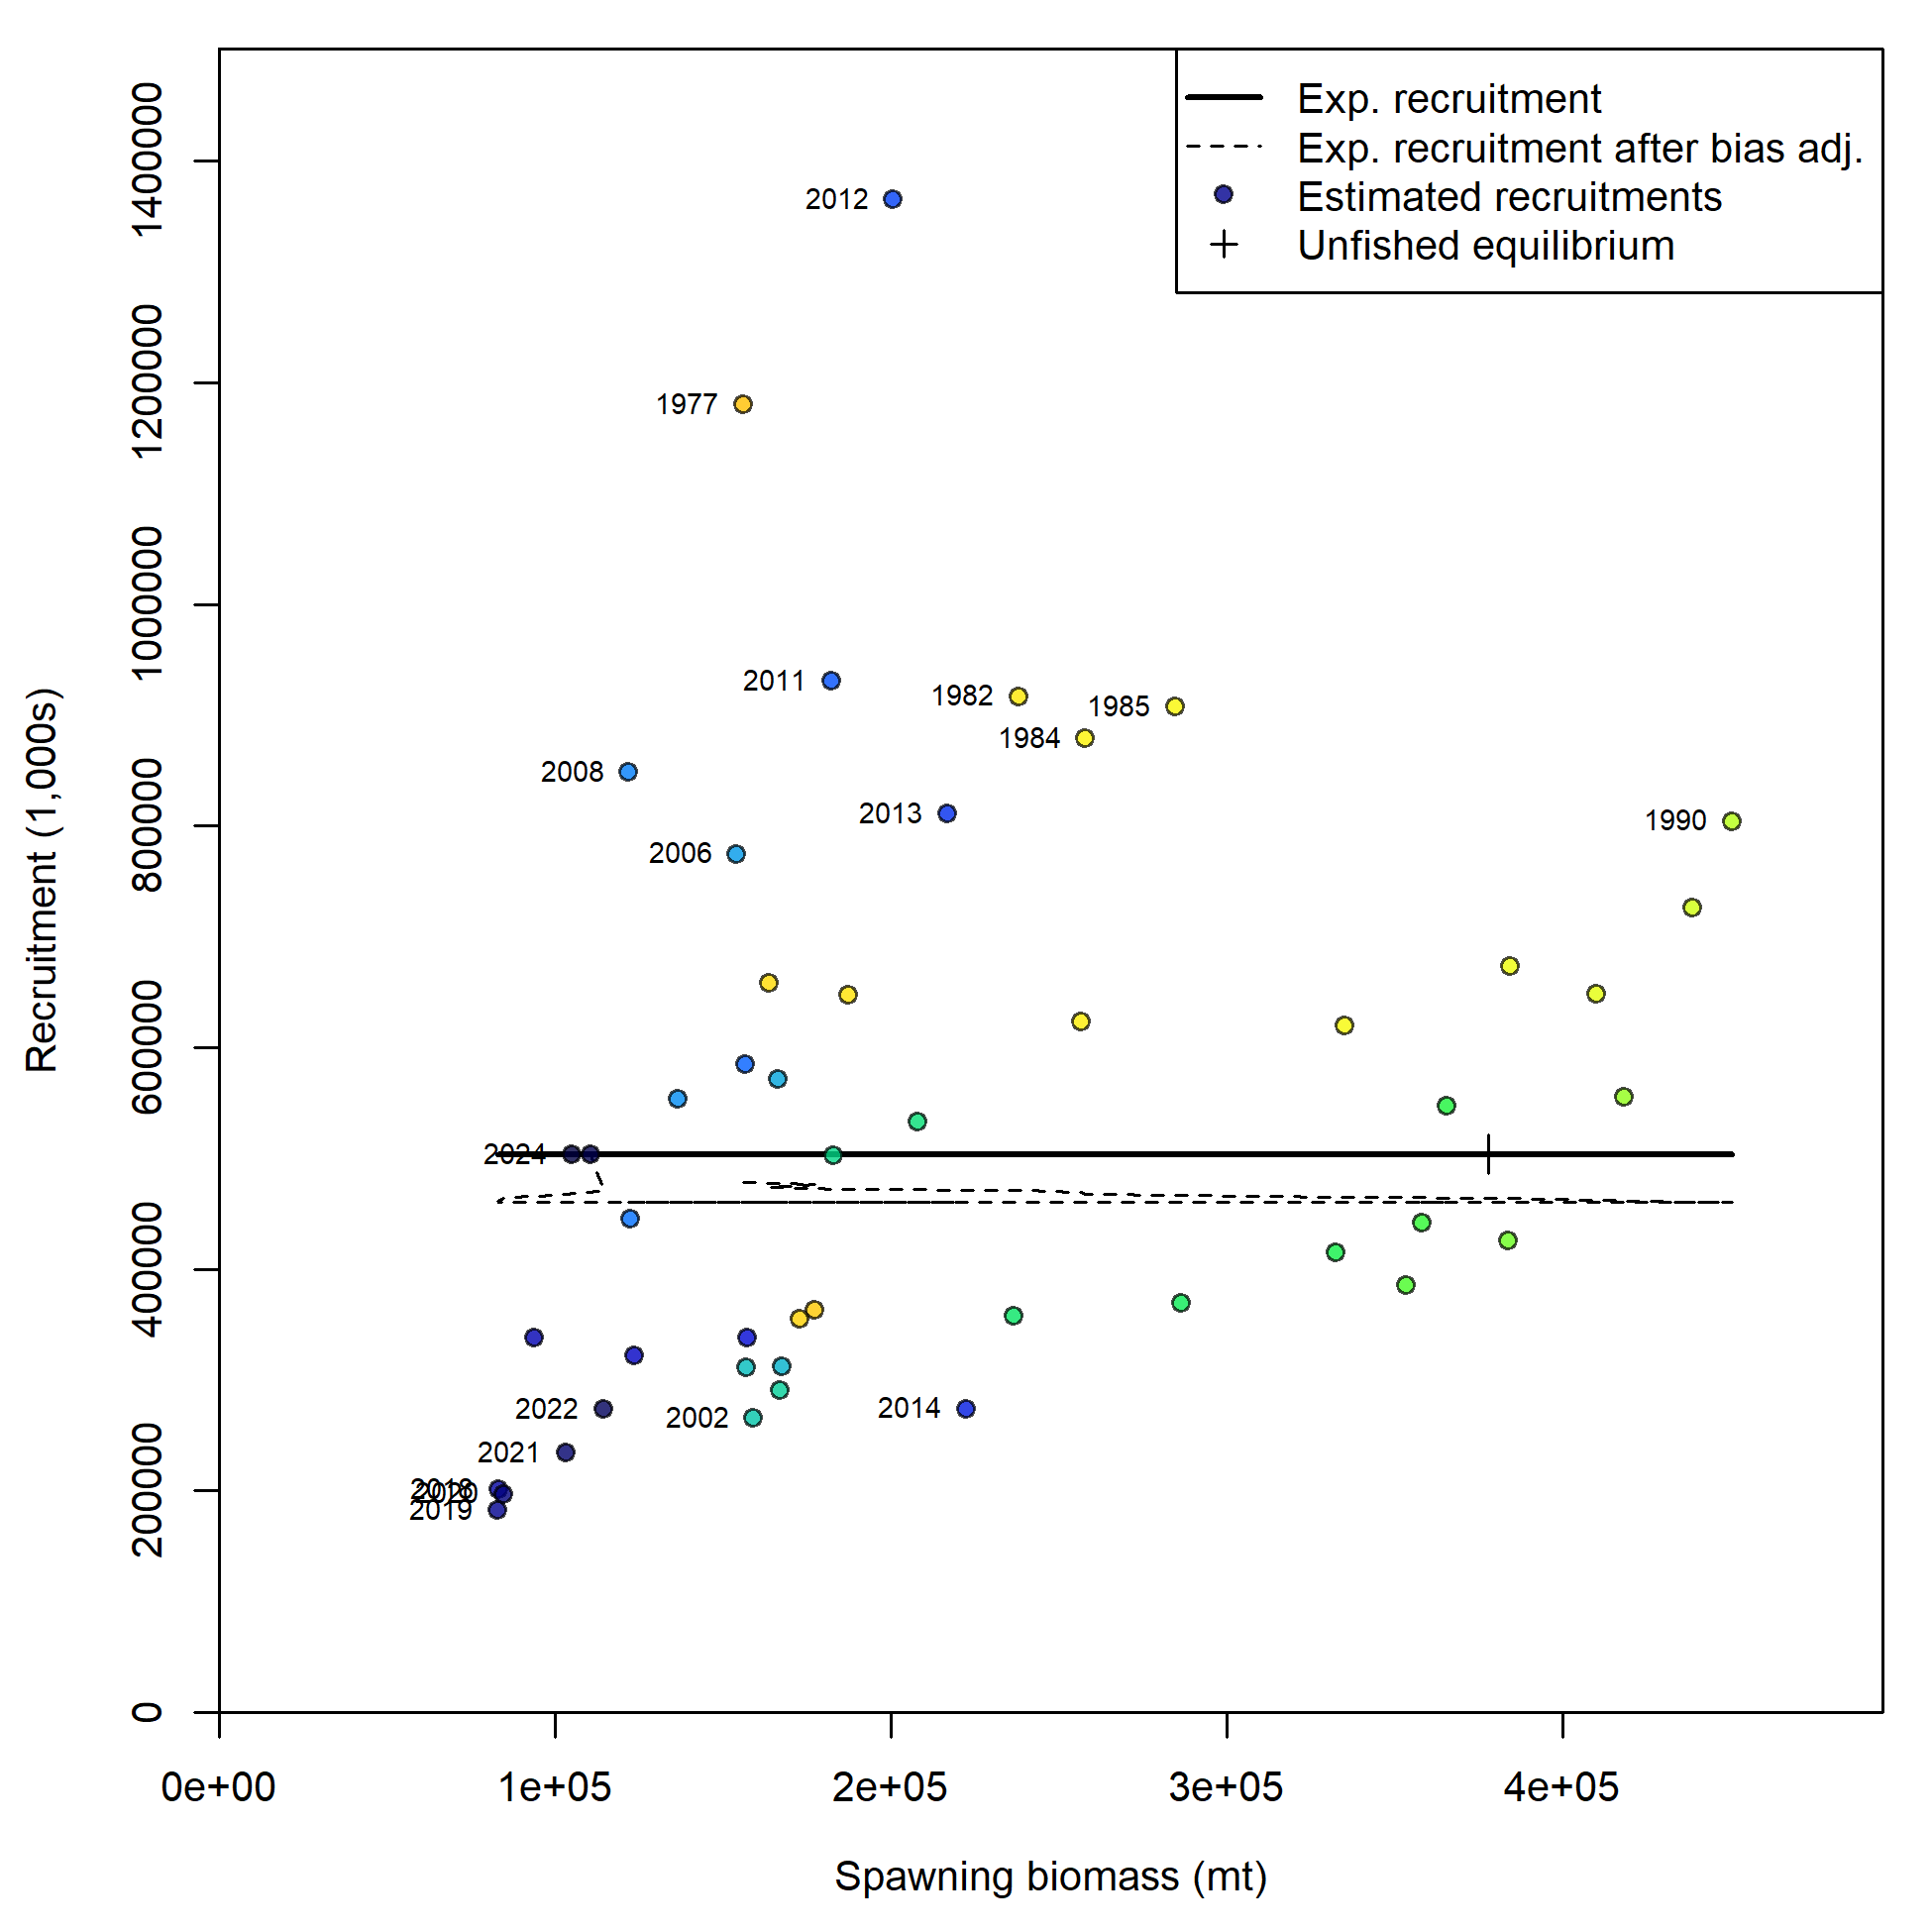 Exp. recruitment
Exp. recruitment after bias adj.
Estimated recruitments
Unfished equilibrium
1400000
1200000
1000000
800000
600000
400000
200000
0
Recruitment (1,000s)
2012
1977
2011
1982
1985
1984
2008
2013
1990
2006
2024
2022
2002
2014
2021
2018
2020
2019
0e+00
1e+05
2e+05
3e+05
4e+05
Spawning biomass (mt)